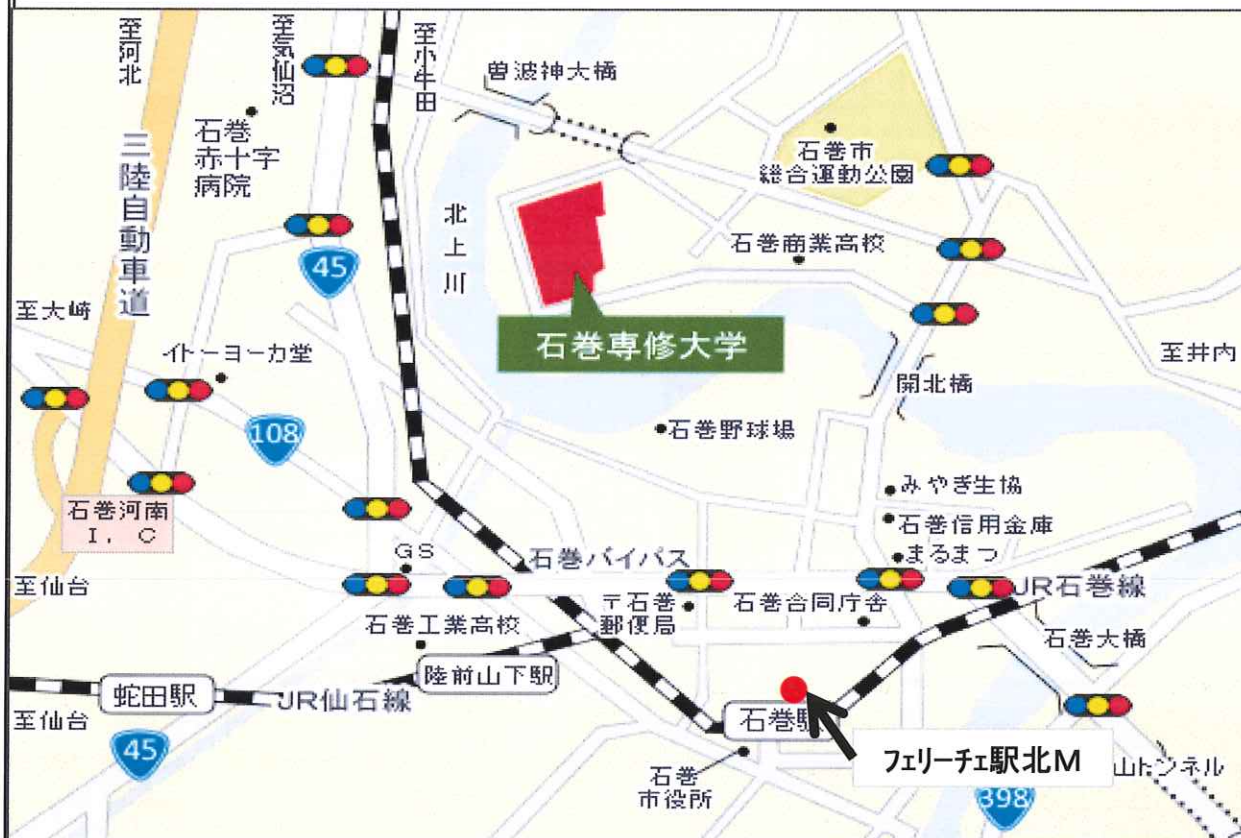 至河北
至気仙沼
至小牛田
曽波神大橋
石巻
赤十字
病院
三陸自動車道
石巻市
総合運動公園
北上川
石巻商業高校
45
至大崎
石巻専修大学
イトーヨーカ堂
至井内
開北橋
108
石巻野球場
みやぎ生協
石巻河南
I．C
石巻信用金庫
まるまつ
GS
石巻バイパス
至仙台
JR石巻線
〒石巻
郵便局
石巻合同庁舎
石巻工業高校
石巻大橋
陸前山下駅
蛇田駅
JR仙石線
至仙台
石巻駅
45
フェリーチェ駅北M
石巻
市役所
山トンネル
398